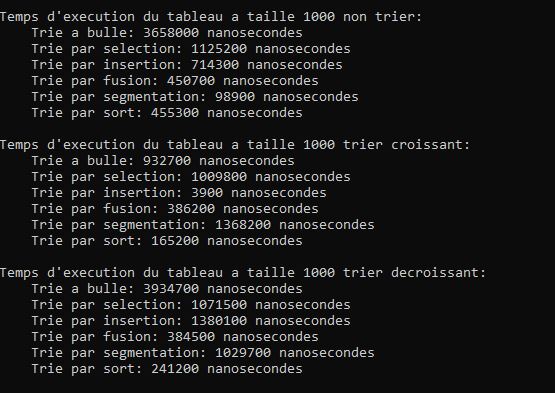 Temps d'execution du tableau a taille 1000 non trier:
Trie a bulle: 3658000 nanosecondes
Trie par selection: 1125200 nanosecondes
Trie par insertion: 714300 nanosecondes
Trie par fusion: 450700 nanosecondes
Trie par segmentation: 98900 nanosecondes
Trie par sort: 455300 nanosecondes
Temps d'execution du tableau a taille 1000 trier croissant:
Trie a bulle: 932700 nanosecondes
Trie par selection: 1009800 nanosecondes
Trie par insertion: 3900 nanosecondes
Trie par fusion: 386200 nanosecondes
Trie par segmentation: 1368200 nanosecondes
Trie par sort: 165200 nanosecondes
Temps d'execution du tableau a taille 1000 trier decroissant:
Trie a bulle: 3934700 nanosecondes
Trie par selection: 1071500 nanosecondes
Trie par insertion: 1380100 nanosecondes
Trie par fusion: 384500 nanosecondes
Trie par segmentation: 1029700 nanosecondes
Trie par sort: 241200 nanosecondes